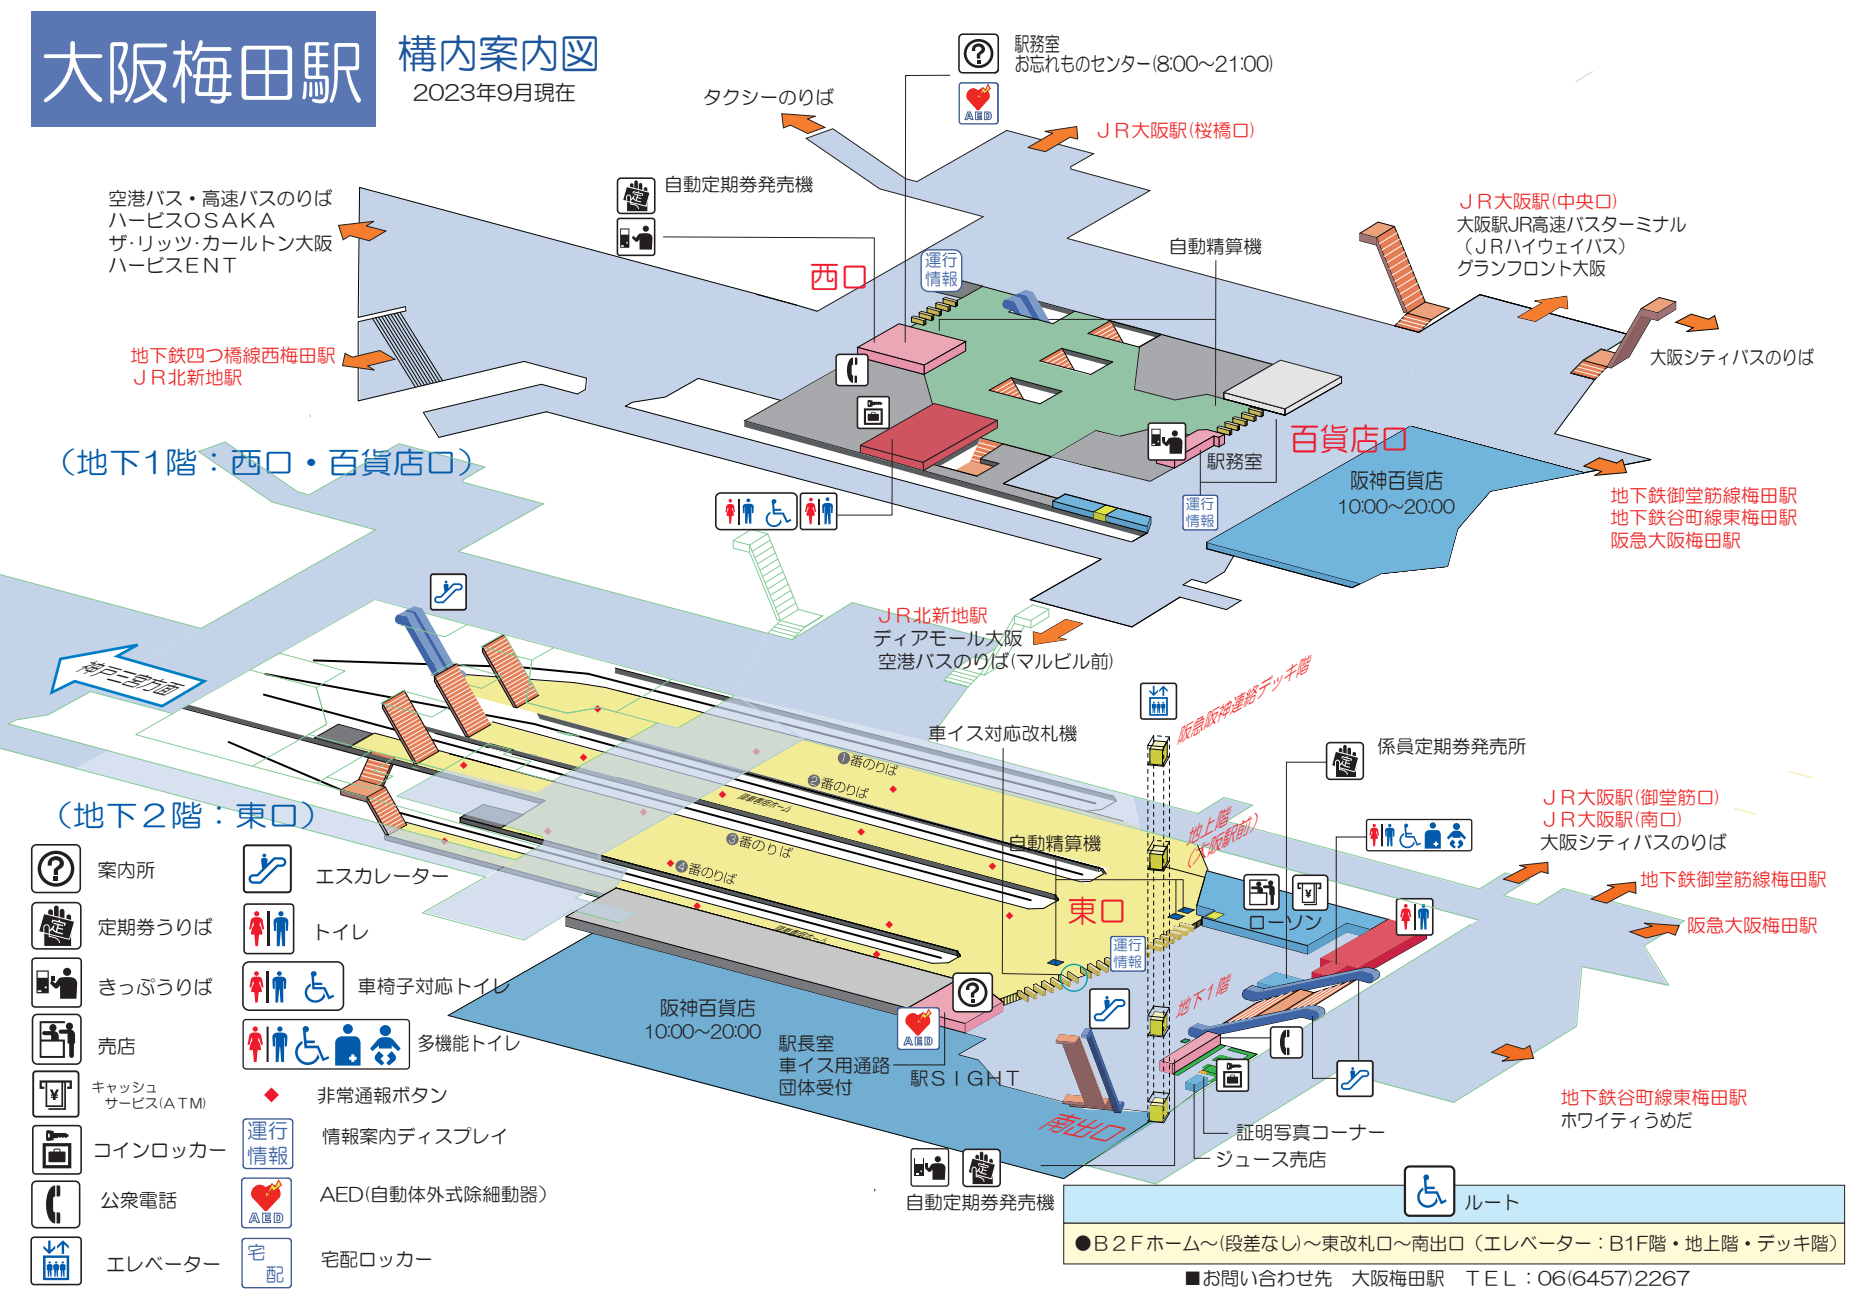 大阪梅田駅
構内案内図
2023年9月現在
駅務室
お忘れものセンター(8:00〜21:00)
AED
タクシーのりば
ＪＲ大阪駅(桜橋口)
定
自動定期券発売機
空港バス・高速バスのりば
ハービスＯＳＡＫＡ
ザ・リッツ・カールトン大阪
ハービスＥＮＴ
ＪＲ大阪駅(中央口)
大阪駅JR高速バスターミナル
（ＪＲハイウェイバス）
グランフロント大阪
自動精算機
西口
運行
情報
地下鉄四つ橋線西梅田駅
ＪＲ北新地駅
大阪シティバスのりば
百貨店口
駅務室
阪神百貨店
10:00〜20:00
運行
情報
（地下1階：西口・百貨店口）
地下鉄御堂筋線梅田駅
地下鉄谷町線東梅田駅
阪急大阪梅田駅
ＪＲ北新地駅
ディアモール大阪
空港バスのりば(マルビル前)
神戸三宮方面
阪急阪神連絡デッキ階
車イス対応改札機
定
係員定期券発売所
❶番のりば
❷番のりば
降車専用ホーム
❸番のりば
❹番のりば
降車専用ホーム
地上階
(大阪駅前)
自動精算機
ＪＲ大阪駅(御堂筋口)
ＪＲ大阪駅(南口)
大阪シティバスのりば
（地下２階：東口）
地下鉄御堂筋線梅田駅
阪急大阪梅田駅
東口
¥
ローソン
運行
情報
地下1階
阪神百貨店
10:00〜20:00
AED
駅長室
車イス用通路
団体受付
駅ＳＩＧＨＴ
南出口
地下鉄谷町線東梅田駅
ホワイティうめだ
証明写真コーナー
ジュース売店
定
自動定期券発売機
案内所
エスカレーター
定
定期券うりば
トイレ
きっぷうりば
車椅子対応トイレ
売店
多機能トイレ
¥
キャッシュ
サービス(ＡＴＭ)
非常通報ボタン
コインロッカー
運行
情報
情報案内ディスプレイ
公衆電話
AED
AED(自動体外式除細動器）
エレベーター
宅
配
宅配ロッカー
ルート
●Ｂ２Ｆホーム〜(段差なし)〜東改札口〜南出口（エレベーター：B1F階・地上階・デッキ階）
■お問い合わせ先　大阪梅田駅　ＴＥＬ：06(6457)2267